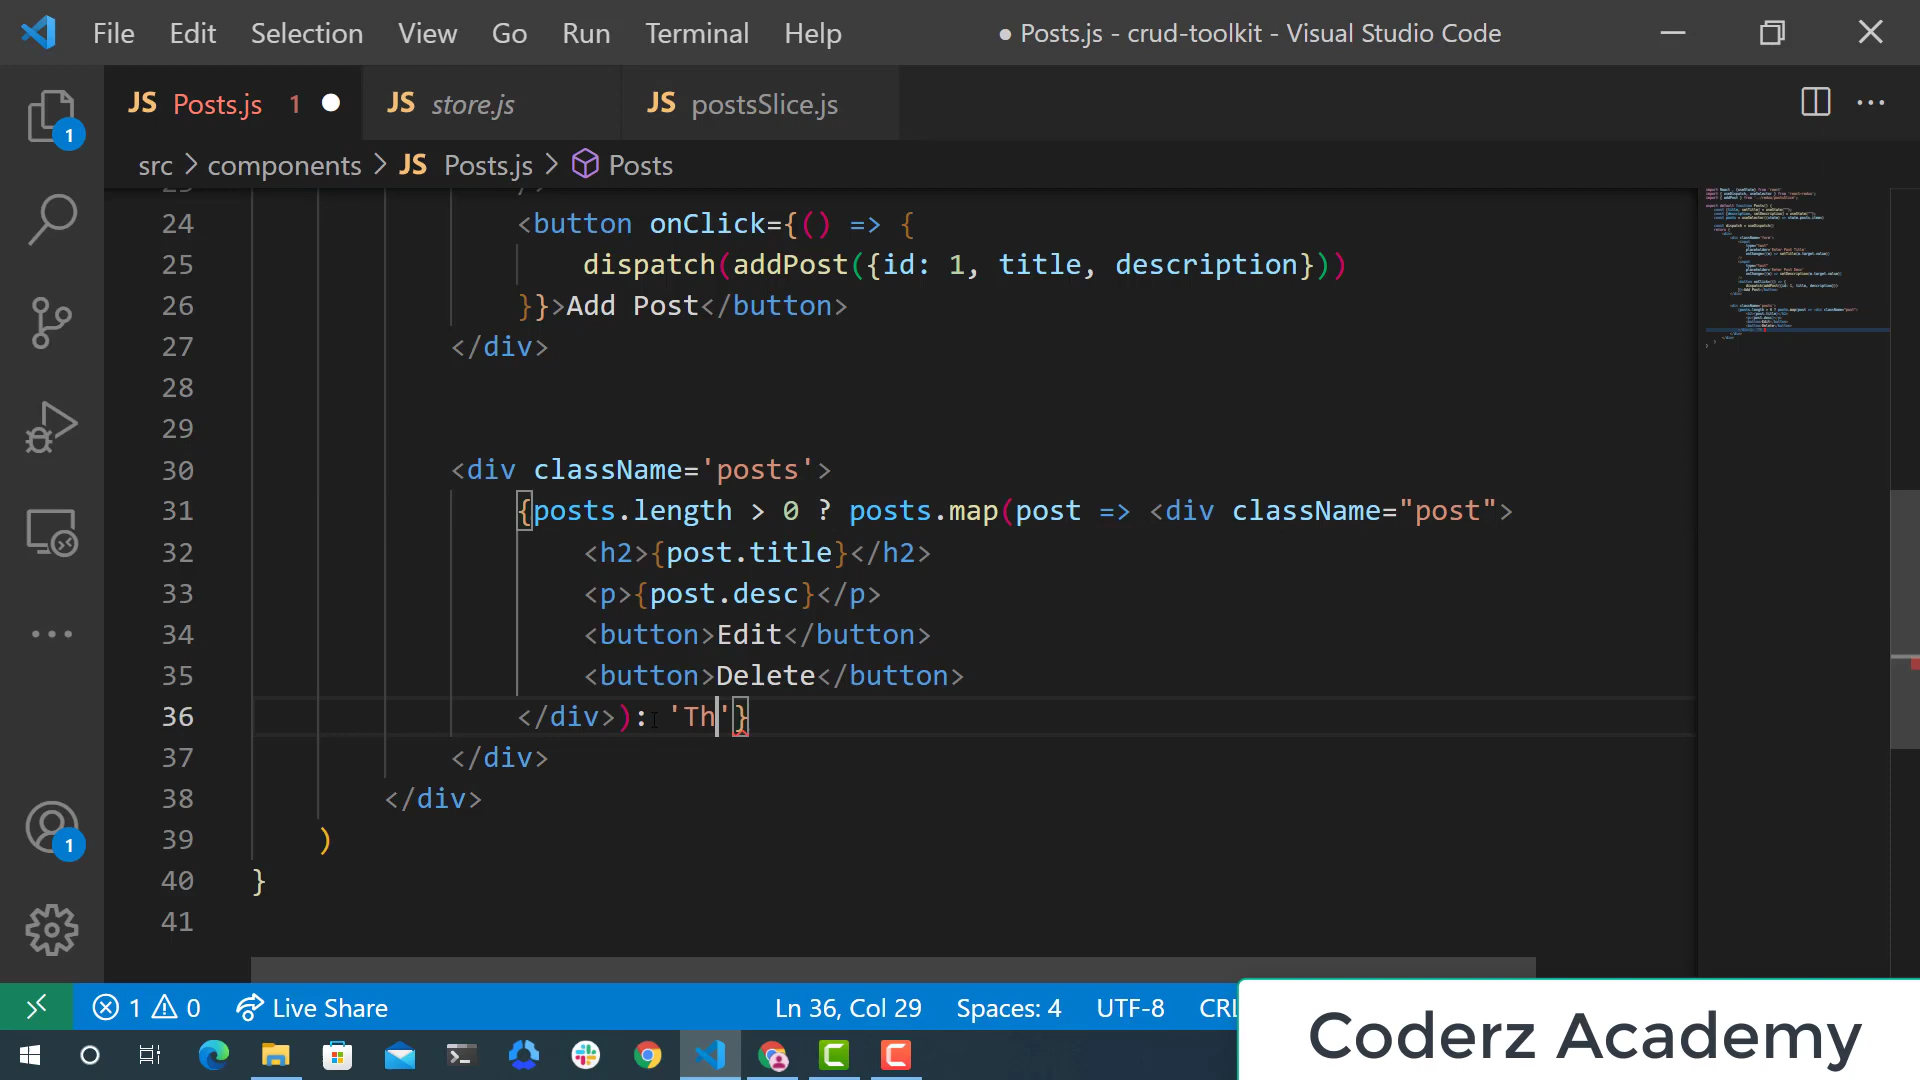 File Edit Selection View Go Run Terminal Help ● Posts.js - crud-toolkit - Visual Studio Code
JS Posts.js 1 JS store.js JS postsSlice.js
src > components > JS Posts.js > Posts
24 <button onClick={() => {
25 dispatch(addPost({id: 1, title, description}))
26 }}>Add Post</button>
27 </div>
28
29
30 <div className='posts'>
31 {posts.length > 0 ? posts.map(post => <div className="post">
32 <h2>{post.title}</h2>
33 <p>{post.desc}</p>
34 <button>Edit</button>
35 <button>Delete</button>
36 </div>): 'Th'}
37 </div>
38 </div>
39 )
40 }
41
1
1
1 0 Live Share Ln 36, Col 29 Spaces: 4 UTF-8
Coderz Academy